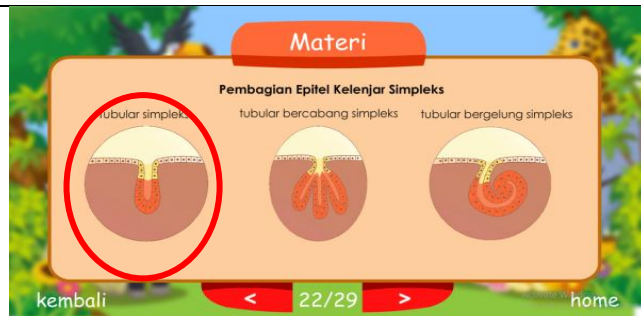 Materi
Pembagian Epitel Kelenjar Simpleks
tubular simpleks
tubular bercabang simpleks
tubular bergelung simpleks
kembali
< 22/29 >
home